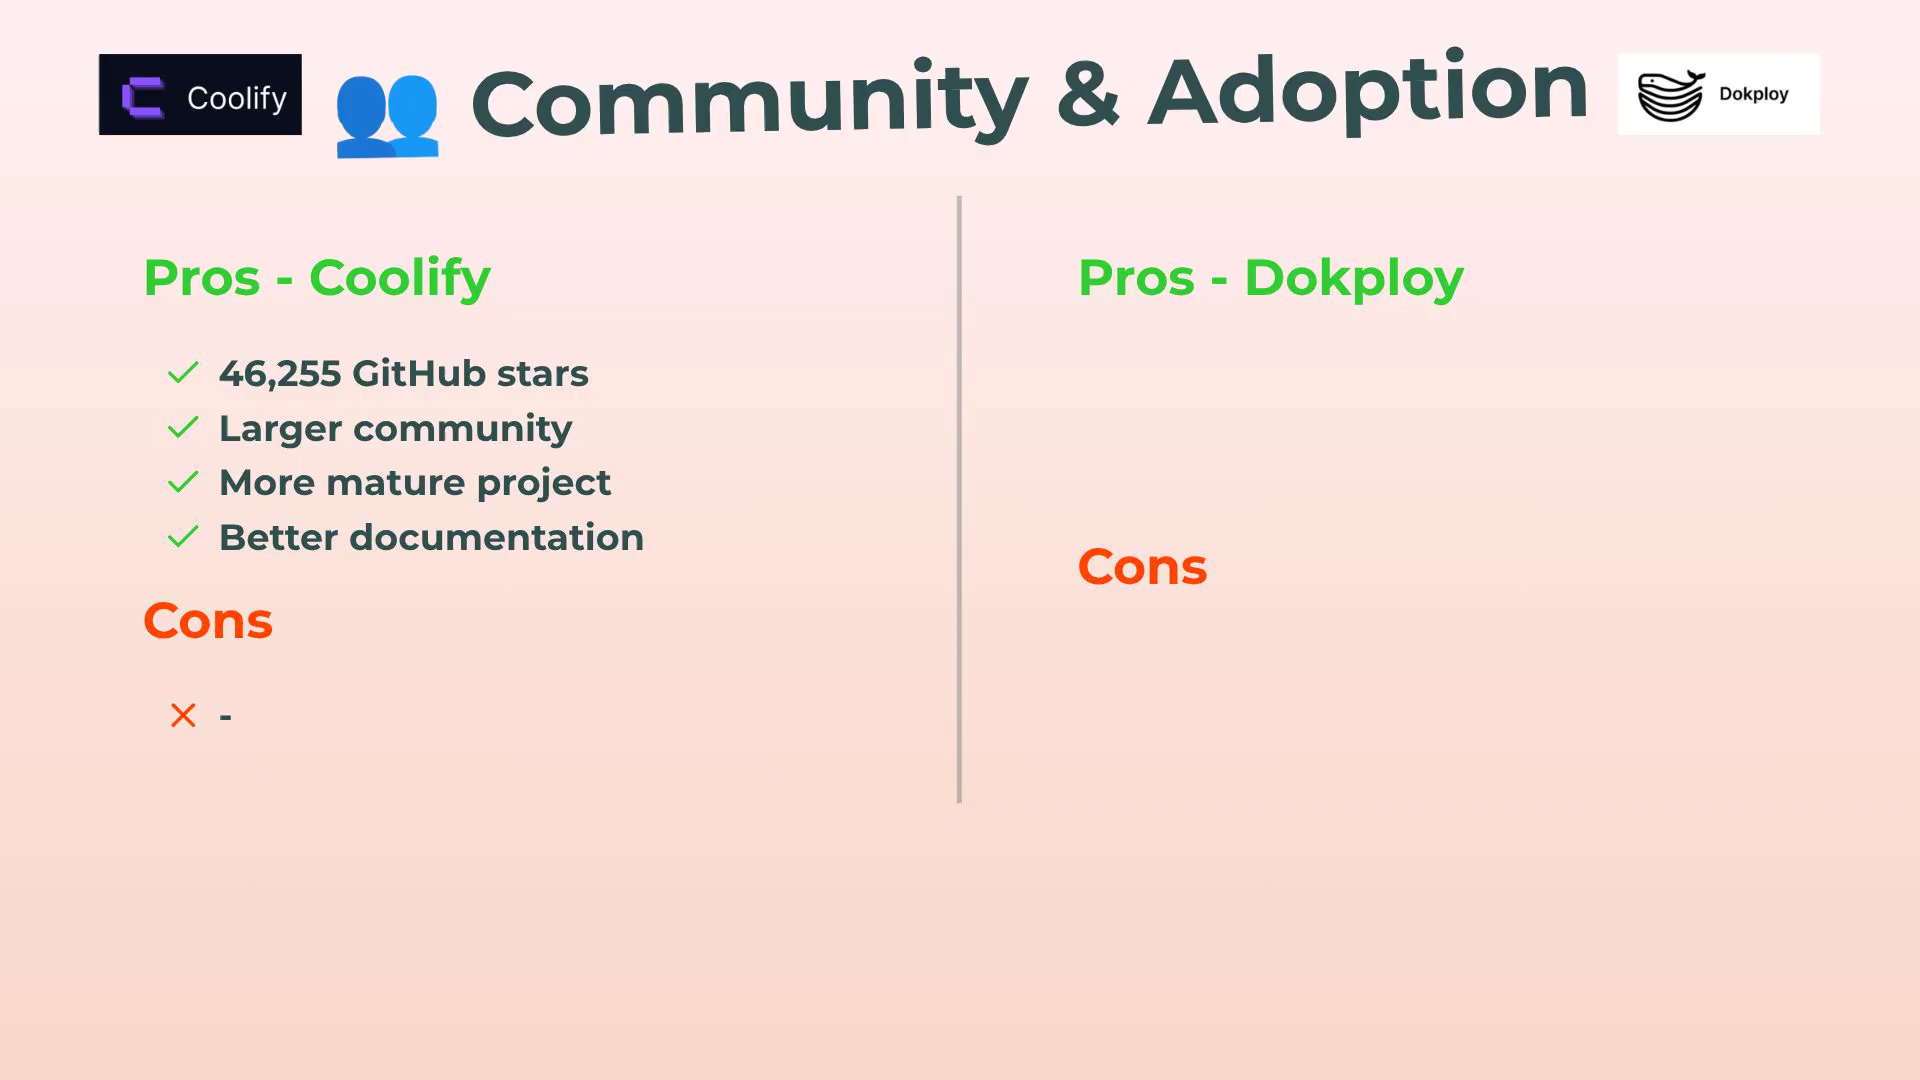 Coolify
Community & Adoption
Dokploy
Pros - Coolify
46,255 GitHub stars
Larger community
More mature project
Better documentation
Cons
-
Pros - Dokploy
Cons